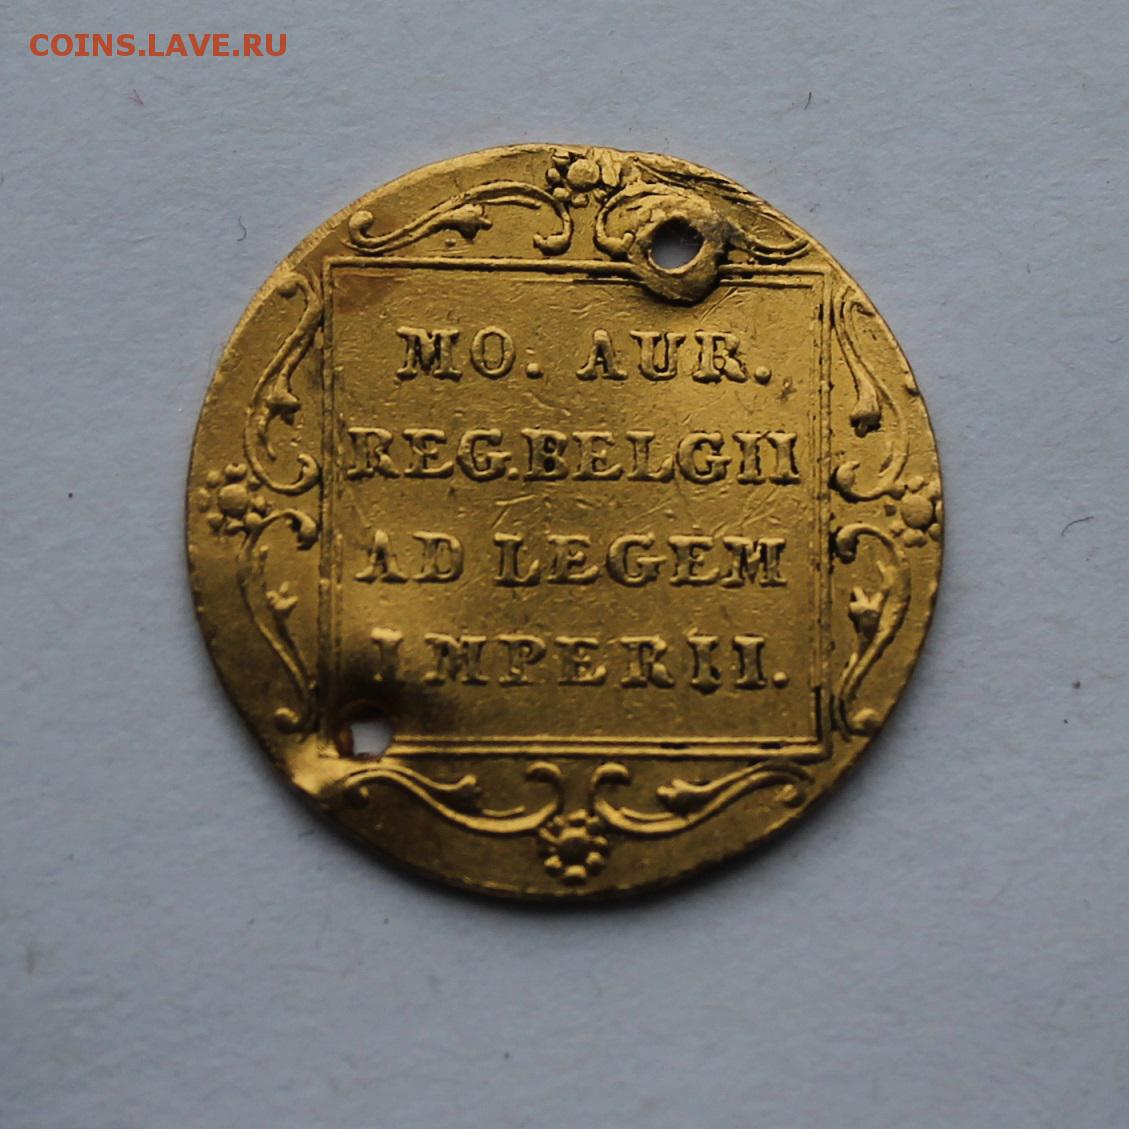 COINS.LAVE.RU
MO. AUR.
REG.BELGII
AD LEGEM
IMPERII.